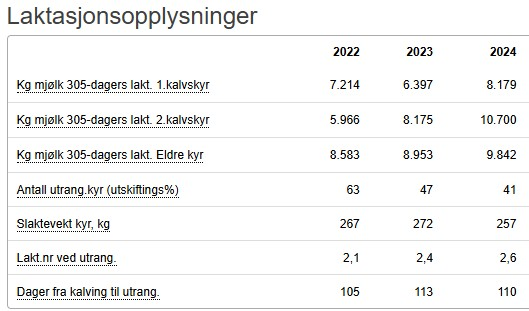 Laktasjonsopplysninger
2022 2023 2024
Kg mjølk 305-dagers lakt. 1.kalvskyr 7.214 6.397 8.179
Kg mjølk 305-dagers lakt. 2.kalvskyr 5.966 8.175 10.700
Kg mjølk 305-dagers lakt. Eldre kyr 8.583 8.953 9.842
Antall utrang.kyr (utskiftings%) 63 47 41
Slaktevekt kyr, kg 267 272 257
Lakt.nr ved utrang. 2,1 2,4 2,6
Dager fra kalving til utrang. 105 113 110